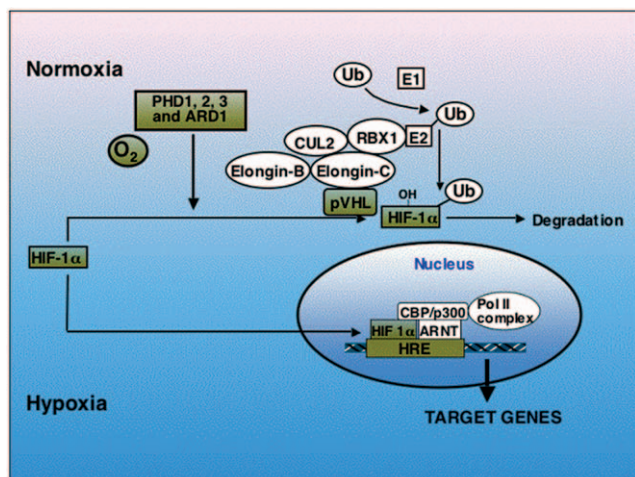 Normoxia
Ub
E1
PHD1, 2, 3
and ARD1
Ub
O2
CUL2
RBX1
E2
Elongin-B
Elongin-C
OH
Ub
pVHL
HIF-1α
Degradation
HIF-1α
Nucleus
CBP/p300
Pol II
complex
HIF 1α
ARNT
HRE
Hypoxia
TARGET GENES